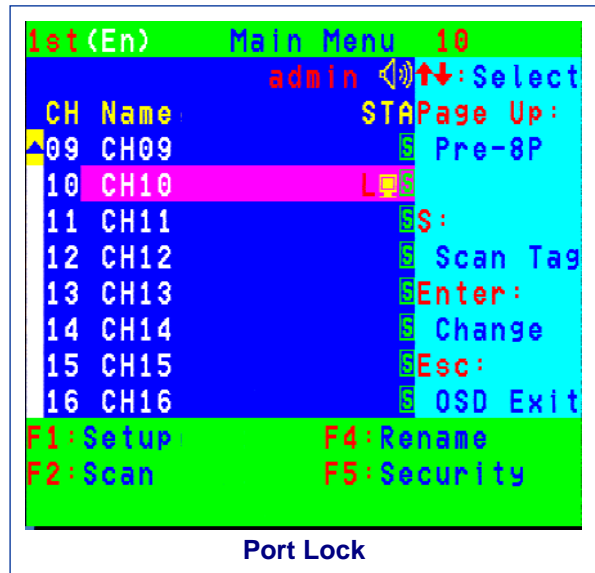 1st(En) Main Menu 10
admin ↑↓:Select
CH Name STA Page Up:
09 CH09 S Pre-8P
10 CH10 L S
11 CH11 S S:
12 CH12 S Scan Tag
13 CH13 S Enter:
14 CH14 S Change
15 CH15 S Esc:
16 CH16 S OSD Exit
F1:Setup F4:Rename
F2:Scan F5:Security
Port Lock